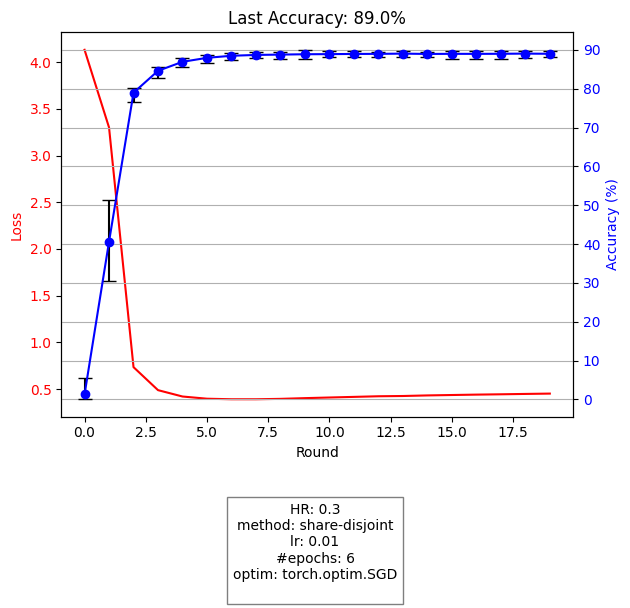 Last Accuracy: 89.0%
Loss
4.0
3.5
3.0
2.5
2.0
1.5
1.0
0.5
90
80
70
60
50
40
30
20
10
0
Accuracy (%)
0.0 2.5 5.0 7.5 10.0 12.5 15.0 17.5
Round
HR: 0.3
method: share-disjoint
lr: 0.01
#epochs: 6
optim: torch.optim.SGD